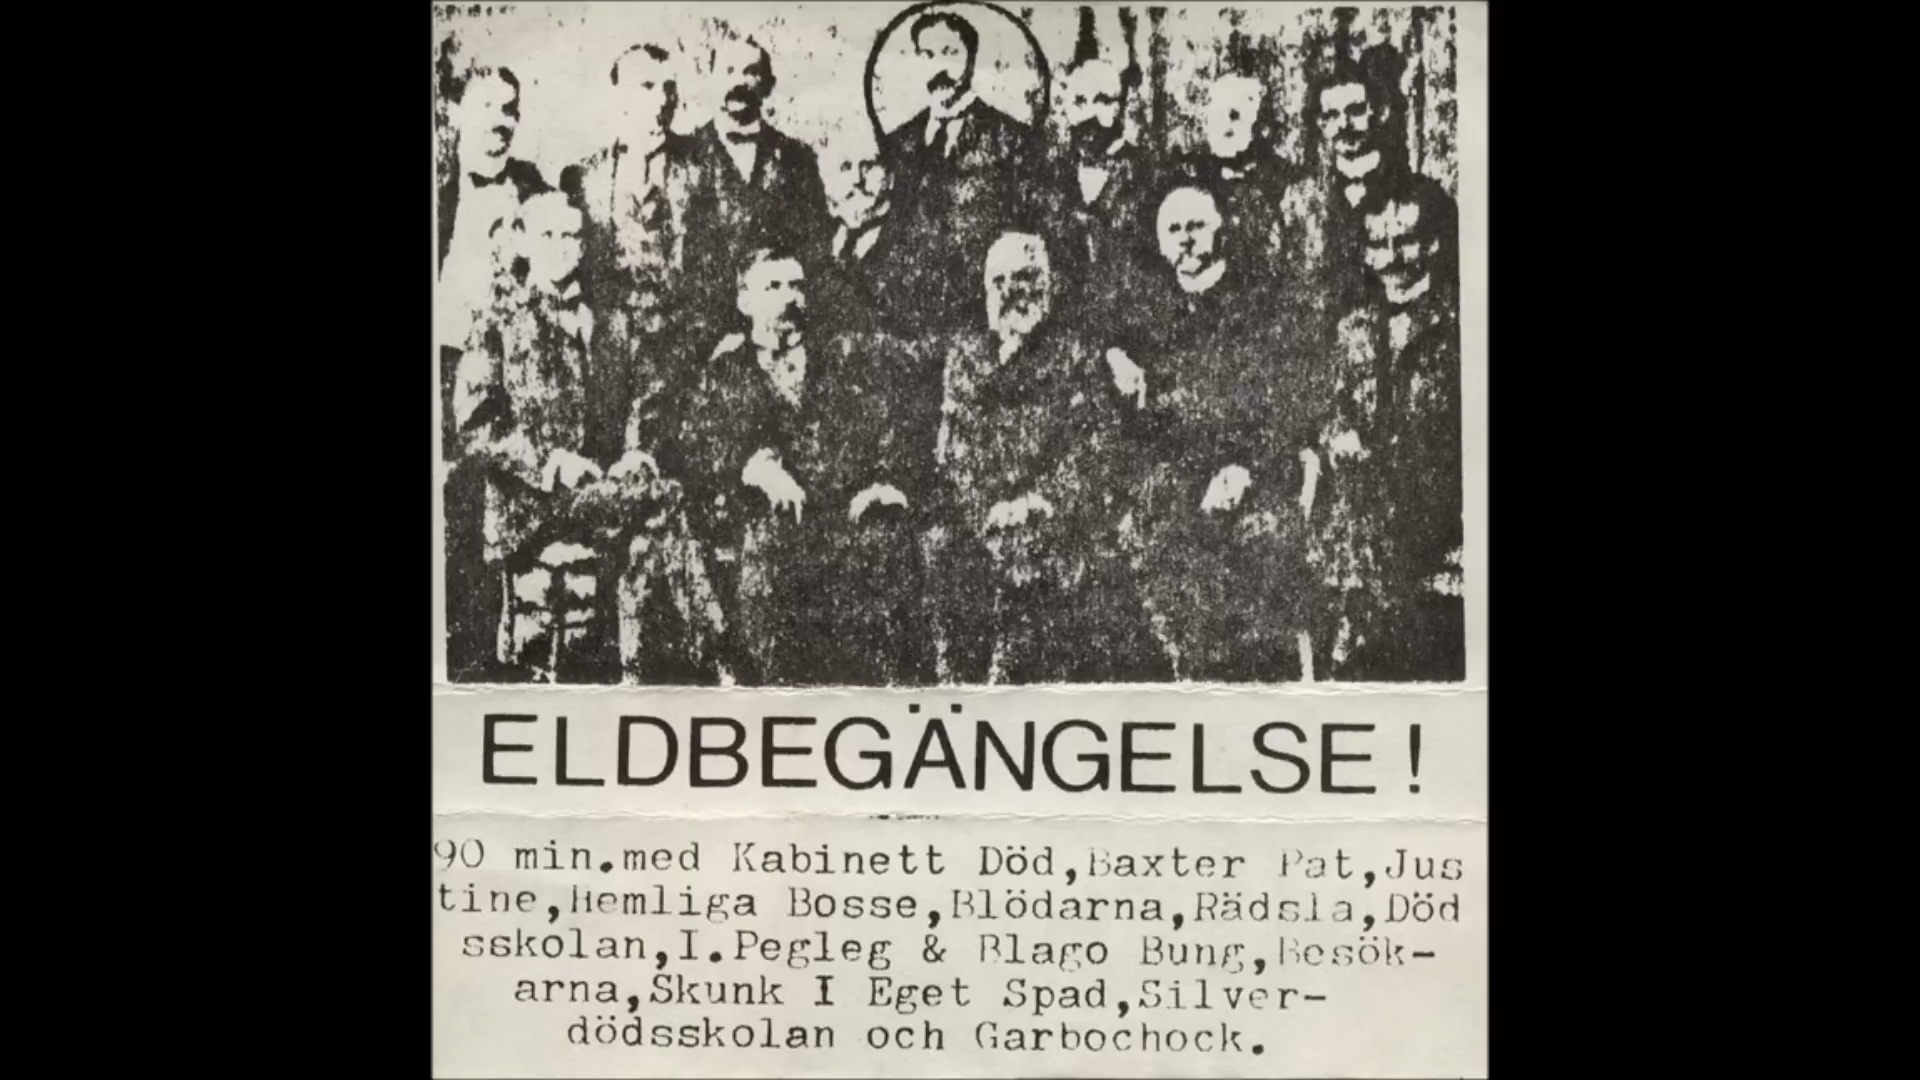 ELDBEGÄNGELSE!
90 min.med Kabinett Död,Baxter Pat,Jus
tine,Hemliga Bosse,Blödarna,Rädsla,Död
sskolan,I.Pegleg & Blago Bung,Besök-
arna,Skunk I Eget Spad,Silver-
dödsskolan och Garbochock.